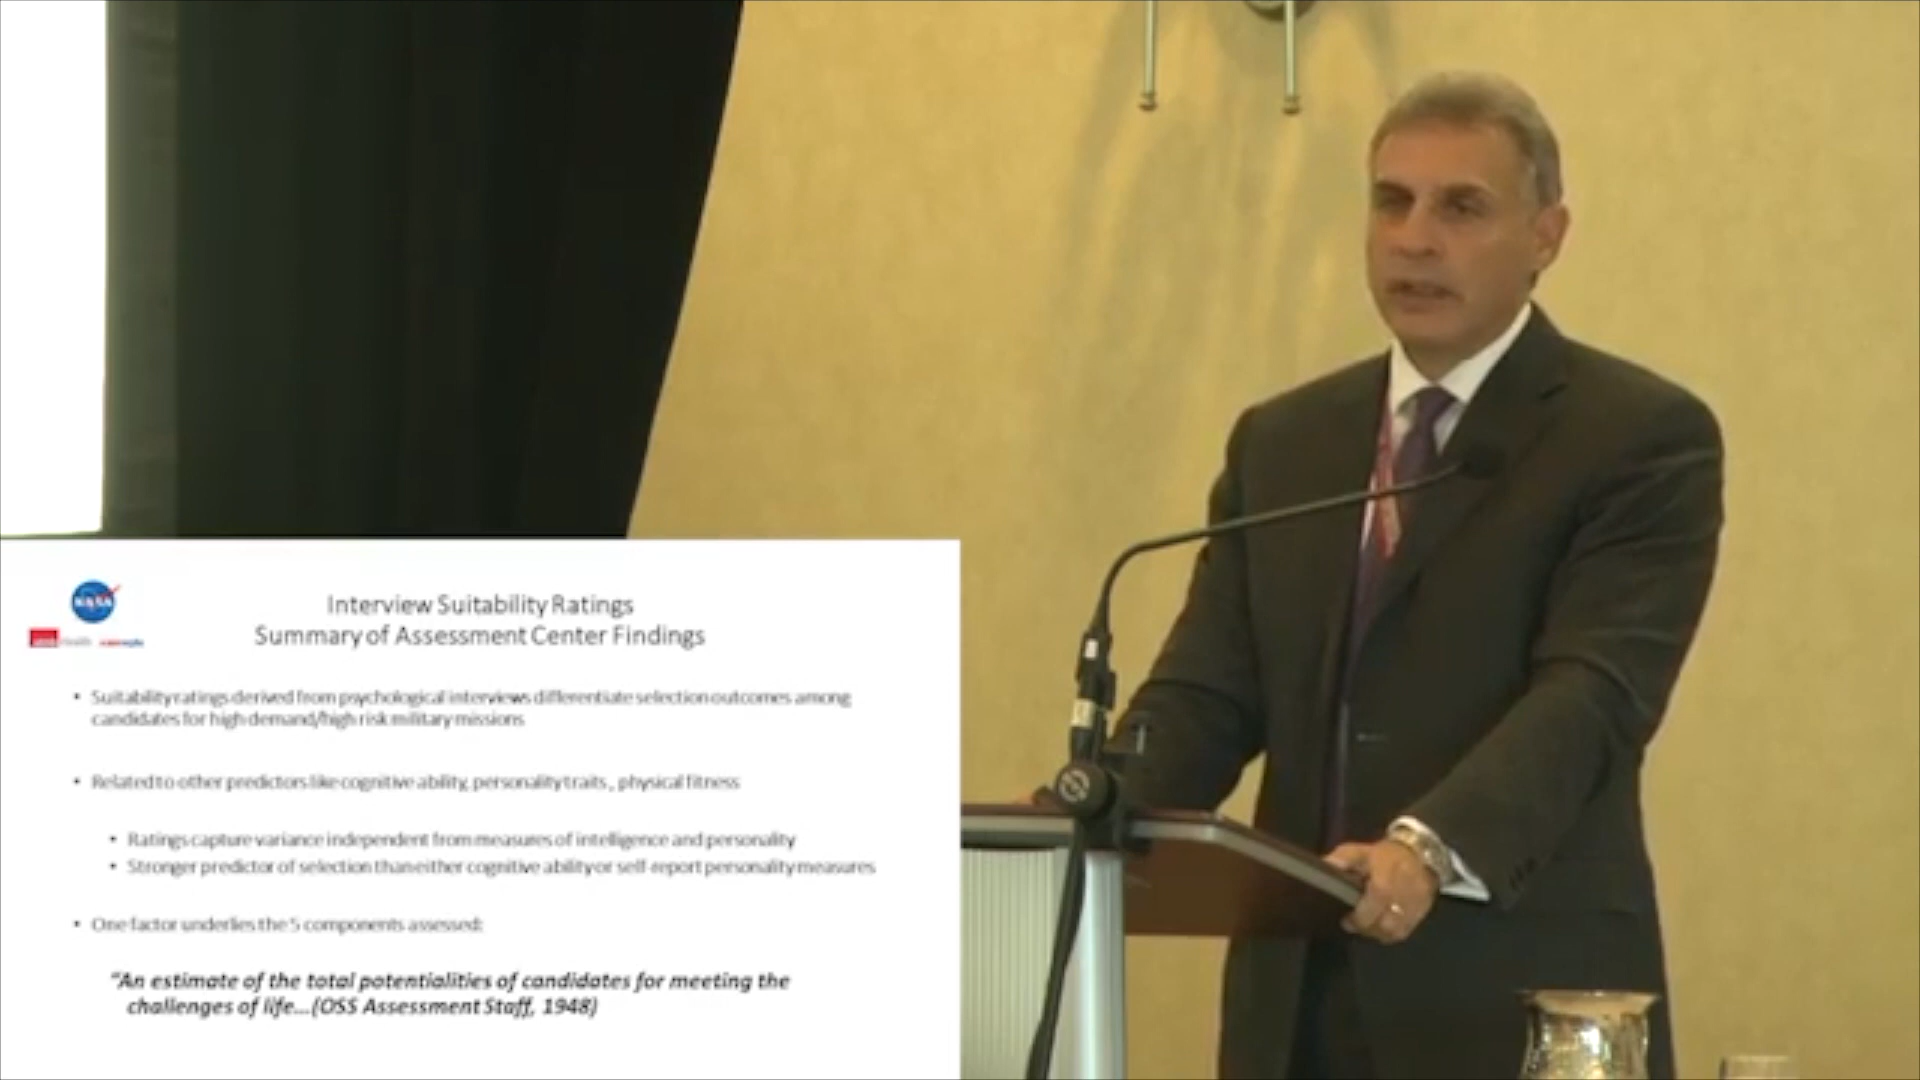 NASA
Interview Suitability Ratings
Summary of Assessment Center Findings
• Suitability ratings derived from psychological interviews differentiate selection outcomes among
candidates for high demand/high risk military missions
• Related to other predictors like cognitive ability, personality traits, physical fitness
• Ratings capture variance independent from measures of intelligence and personality
• Stronger predictor of selection than either cognitive ability or self-report personality measures
• One factor underlies the 5 components assessed:
“An estimate of the total potentialities of candidates for meeting the
challenges of life…(OSS Assessment Staff, 1948)